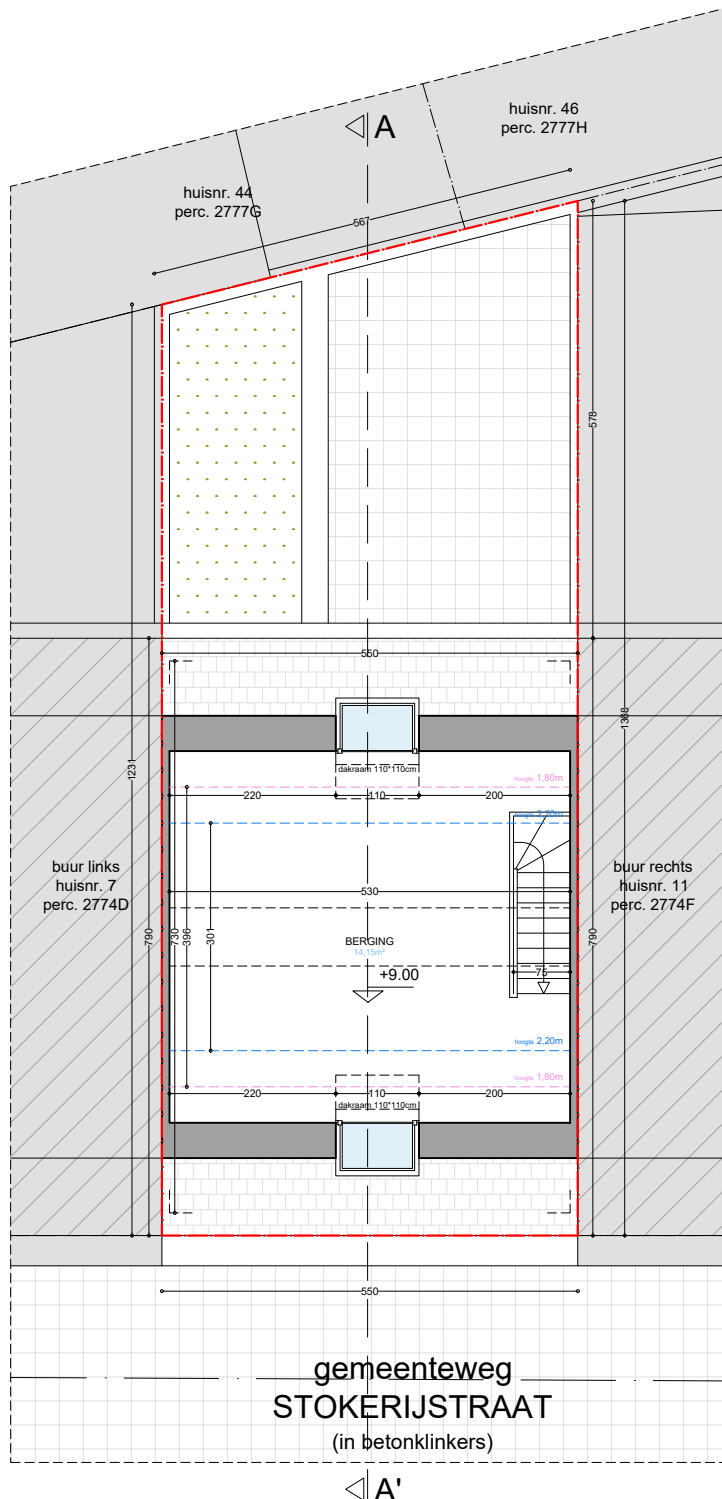 huisnr. 46
perc. 2777H
A
huisnr. 44
perc. 2777G
567
578
550
1368
dakraam 110*110cm
hoogte 1,80m
220
110
200
hoogte 2,20m
1231
buur links
huisnr. 7
perc. 2774D
530
buur rechts
huisnr. 11
perc. 2774F
790
730
396
301
BERGING
14,15m²
790
+9.00
75
hoogte 2,20m
hoogte 1,80m
220
110
200
dakraam 110*110cm
550
gemeenteweg
STOKERIJSTRAAT
(in betonklinkers)
A'